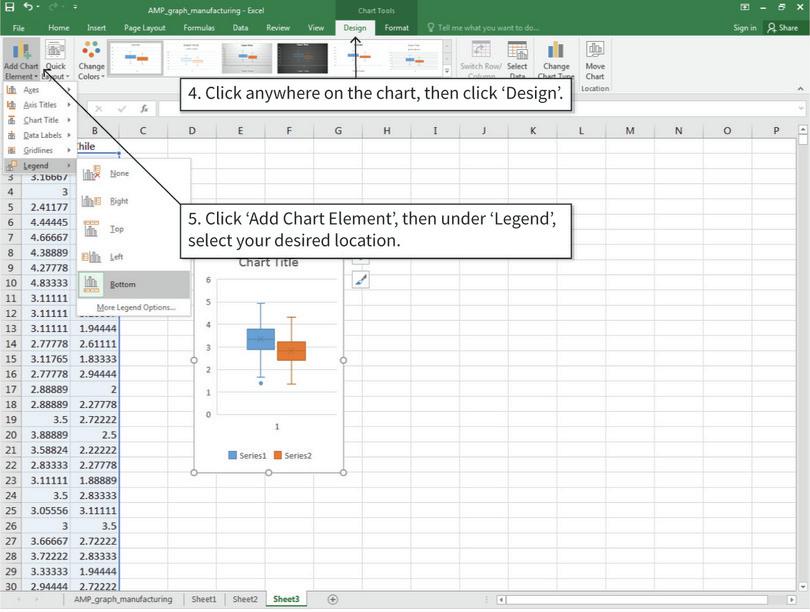 AMP_graph_manufacturing - Excel
Chart Tools
File Home Insert Page Layout Formulas Data Review View Design Format Tell me what you want to do... Sign in Share
Add Chart Element
Quick Layout
Change Colors
Switch Row/ Column
Select Data
Change Chart Type
Move Chart
Location
4. Click anywhere on the chart, then click ‘Design’.
Axes
Axis Titles
Chart Title
Data Labels
Gridlines
Legend
None
Right
Top
Left
Bottom
More Legend Options...
5. Click ‘Add Chart Element’, then under ‘Legend’,
select your desired location.
fx
B C D E F G H I J K L M N O P
hile
3 3.16667
4 3
5 2.41177
6 4.44445
7 4.66667
8 4.38889
9 4.27778
10 4.83333
11 3.11111
12 3.11111
13 3.11111 1.94444
14 2.77778 2.61111
15 3.11765 1.83333
16 2.77778 2.94444
17 2.88889 2
18 2.88889 2.27778
19 3.5 2.72222
20 3.88889 2.5
21 3.58824 2.22222
22 2.83333 2.27778
23 3.11111 1.88889
24 3.5 2.83333
25 3.05556 3.11111
26 3 3.5
27 3.66667 2.72222
28 3.72222 2.83333
29 3.33333 1.94444
30 2.94444 2.72222
Chart Title
6
5
4
3
2
1
0
1
Series1 Series2
AMP_graph_manufacturing Sheet1 Sheet2 Sheet3